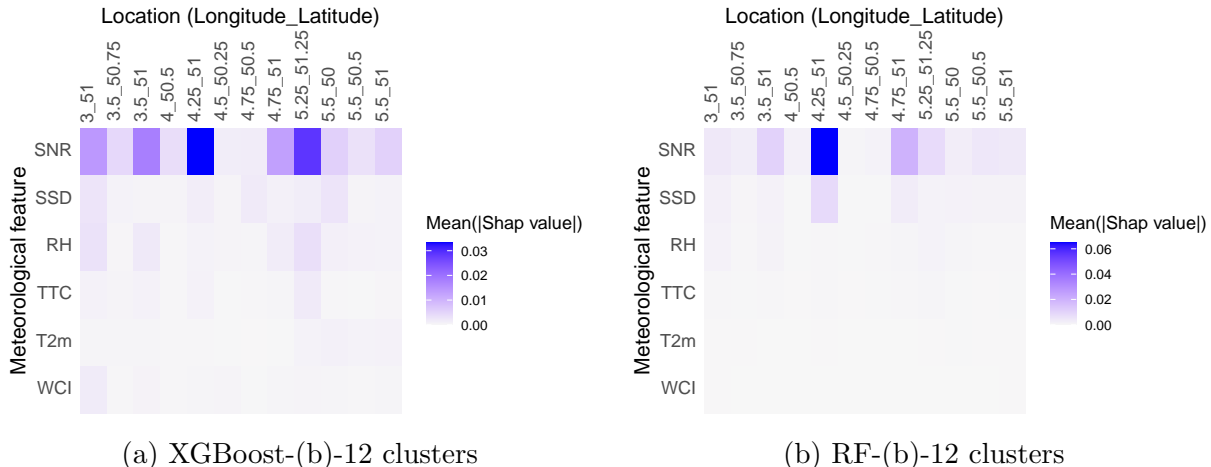 Location (Longitude_Latitude)
3_51
3.5_50.75
3.5_51
4_50.5
4.25_51
4.5_50.25
4.75_50.5
4.75_51
5.25_51.25
5.5_50
5.5_50.5
5.5_51
Meteorological feature
SNR
SSD
RH
TTC
T2m
WCI
Mean(|Shap value|)
0.03
0.02
0.01
0.00
(a) XGBoost-(b)-12 clusters
Location (Longitude_Latitude)
3_51
3.5_50.75
3.5_51
4_50.5
4.25_51
4.5_50.25
4.75_50.5
4.75_51
5.25_51.25
5.5_50
5.5_50.5
5.5_51
Meteorological feature
SNR
SSD
RH
TTC
T2m
WCI
Mean(|Shap value|)
0.06
0.04
0.02
0.00
(b) RF-(b)-12 clusters